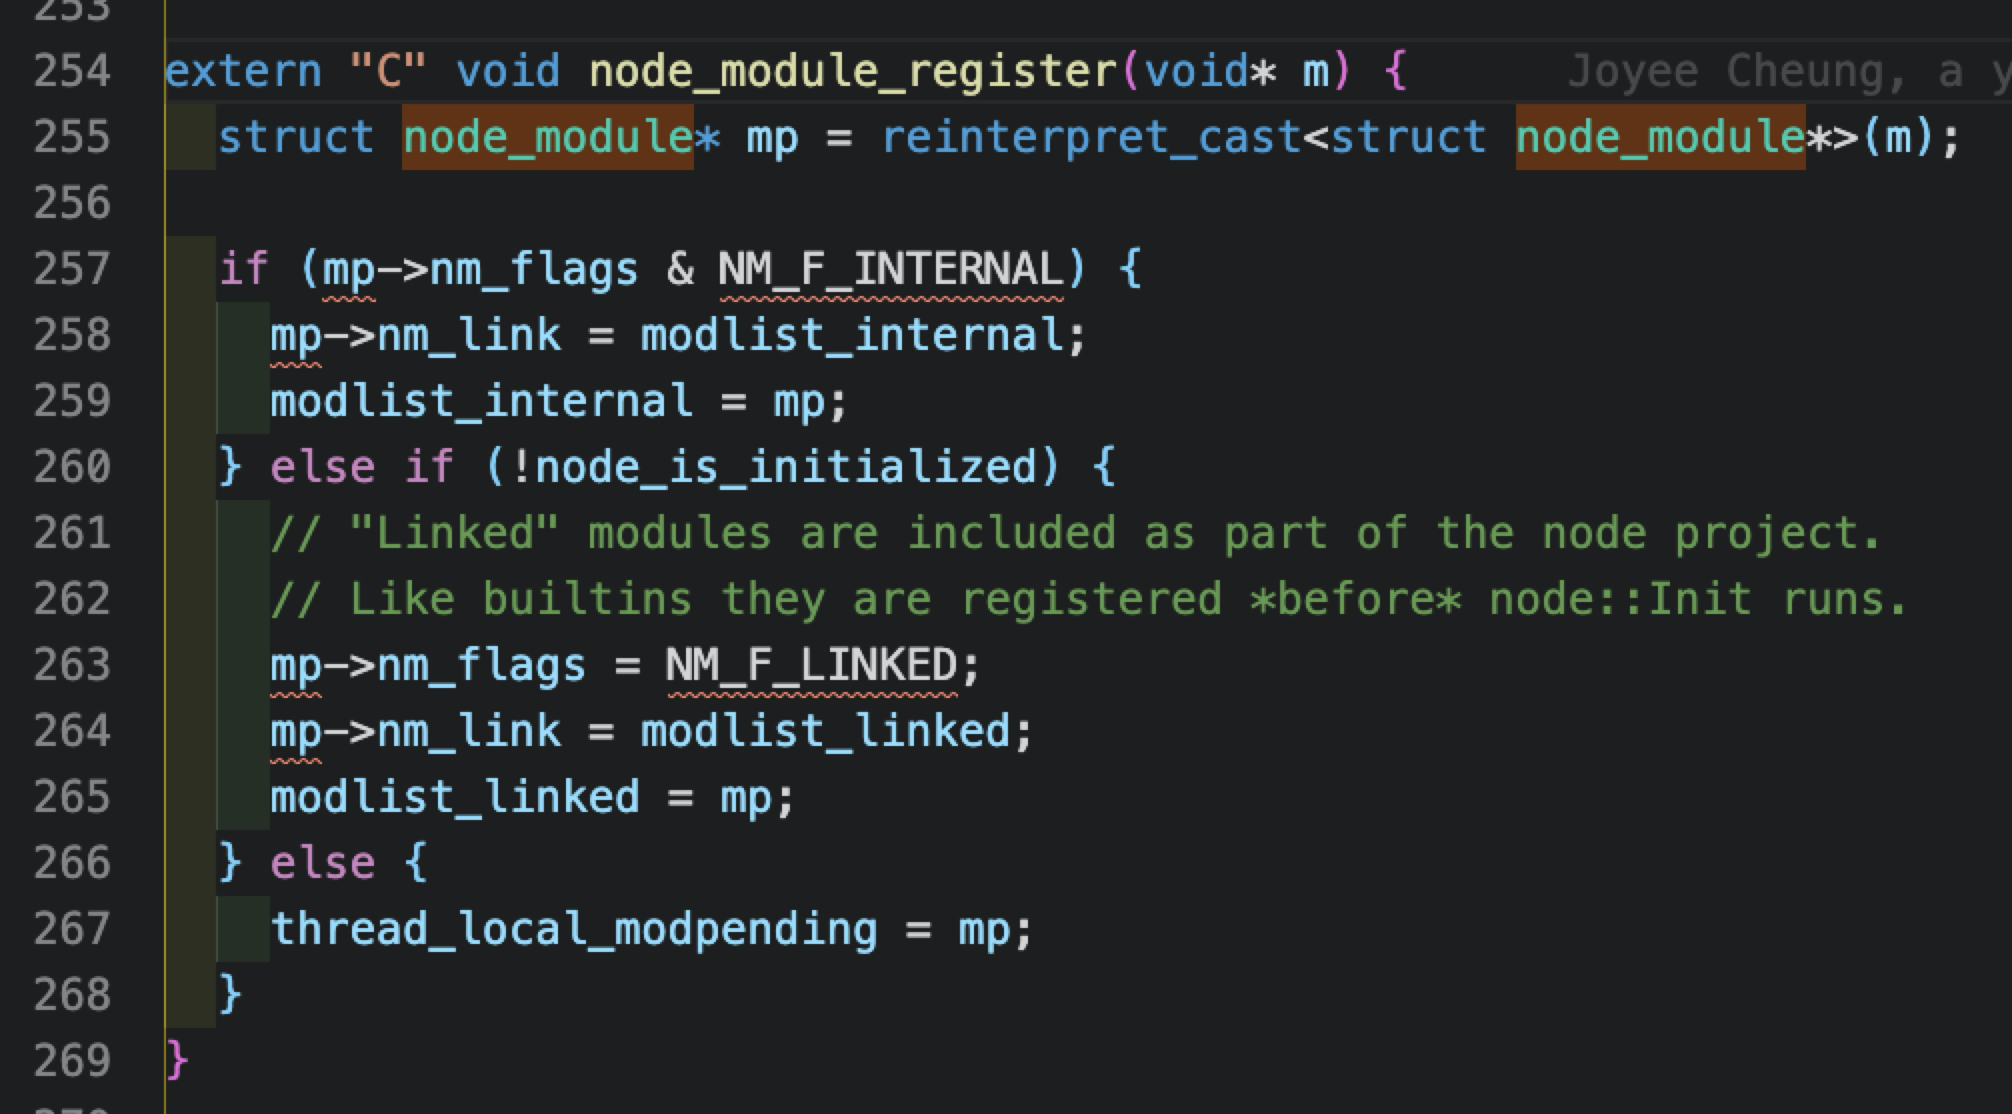 253
254 extern "C" void node_module_register(void* m) {     Joyee Cheung, a
255   struct node_module* mp = reinterpret_cast<struct node_module*>(m);
256
257   if (mp->nm_flags & NM_F_INTERNAL) {
258     mp->nm_link = modlist_internal;
259     modlist_internal = mp;
260   } else if (!node_is_initialized) {
261     // "Linked" modules are included as part of the node project.
262     // Like builtins they are registered *before* node::Init runs.
263     mp->nm_flags = NM_F_LINKED;
264     mp->nm_link = modlist_linked;
265     modlist_linked = mp;
266   } else {
267     thread_local_modpending = mp;
268   }
269 }